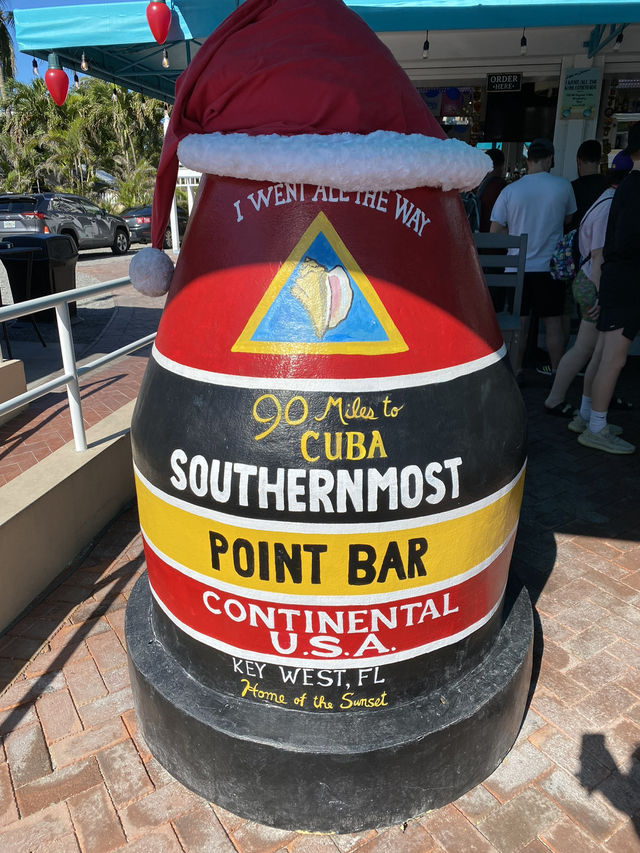 ORDER
HERE
I WENT ALL THE WAY
90 Miles to
CUBA
SOUTHERNMOST
POINT BAR
CONTINENTAL
U.S.A.
KEY WEST, FL
Home of the Sunset